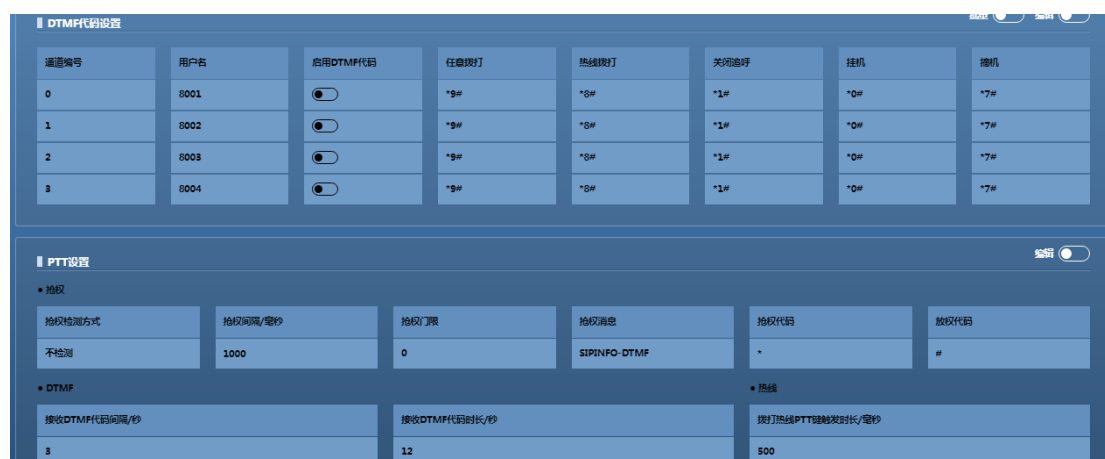 DTMF代码设置 编辑
通道编号 用户名 启用DTMF代码 任意拨打 热线拨打 关闭追呼 挂机 摘机
0 8001 *9# *8# *1# *0# *7#
1 8002 *9# *8# *1# *0# *7#
2 8003 *9# *8# *1# *0# *7#
3 8004 *9# *8# *1# *0# *7#
PTT设置 编辑
● 抢权
抢权检测方式 抢权间隔/毫秒 抢权门限 抢权消息 抢权代码 放权代码
不检测 1000 0 SIPINFO-DTMF * #
● DTMF ● 热线
接收DTMF代码间隔/秒 接收DTMF代码时长/秒 拨打热线PTT键触发时长/毫秒
3 12 500